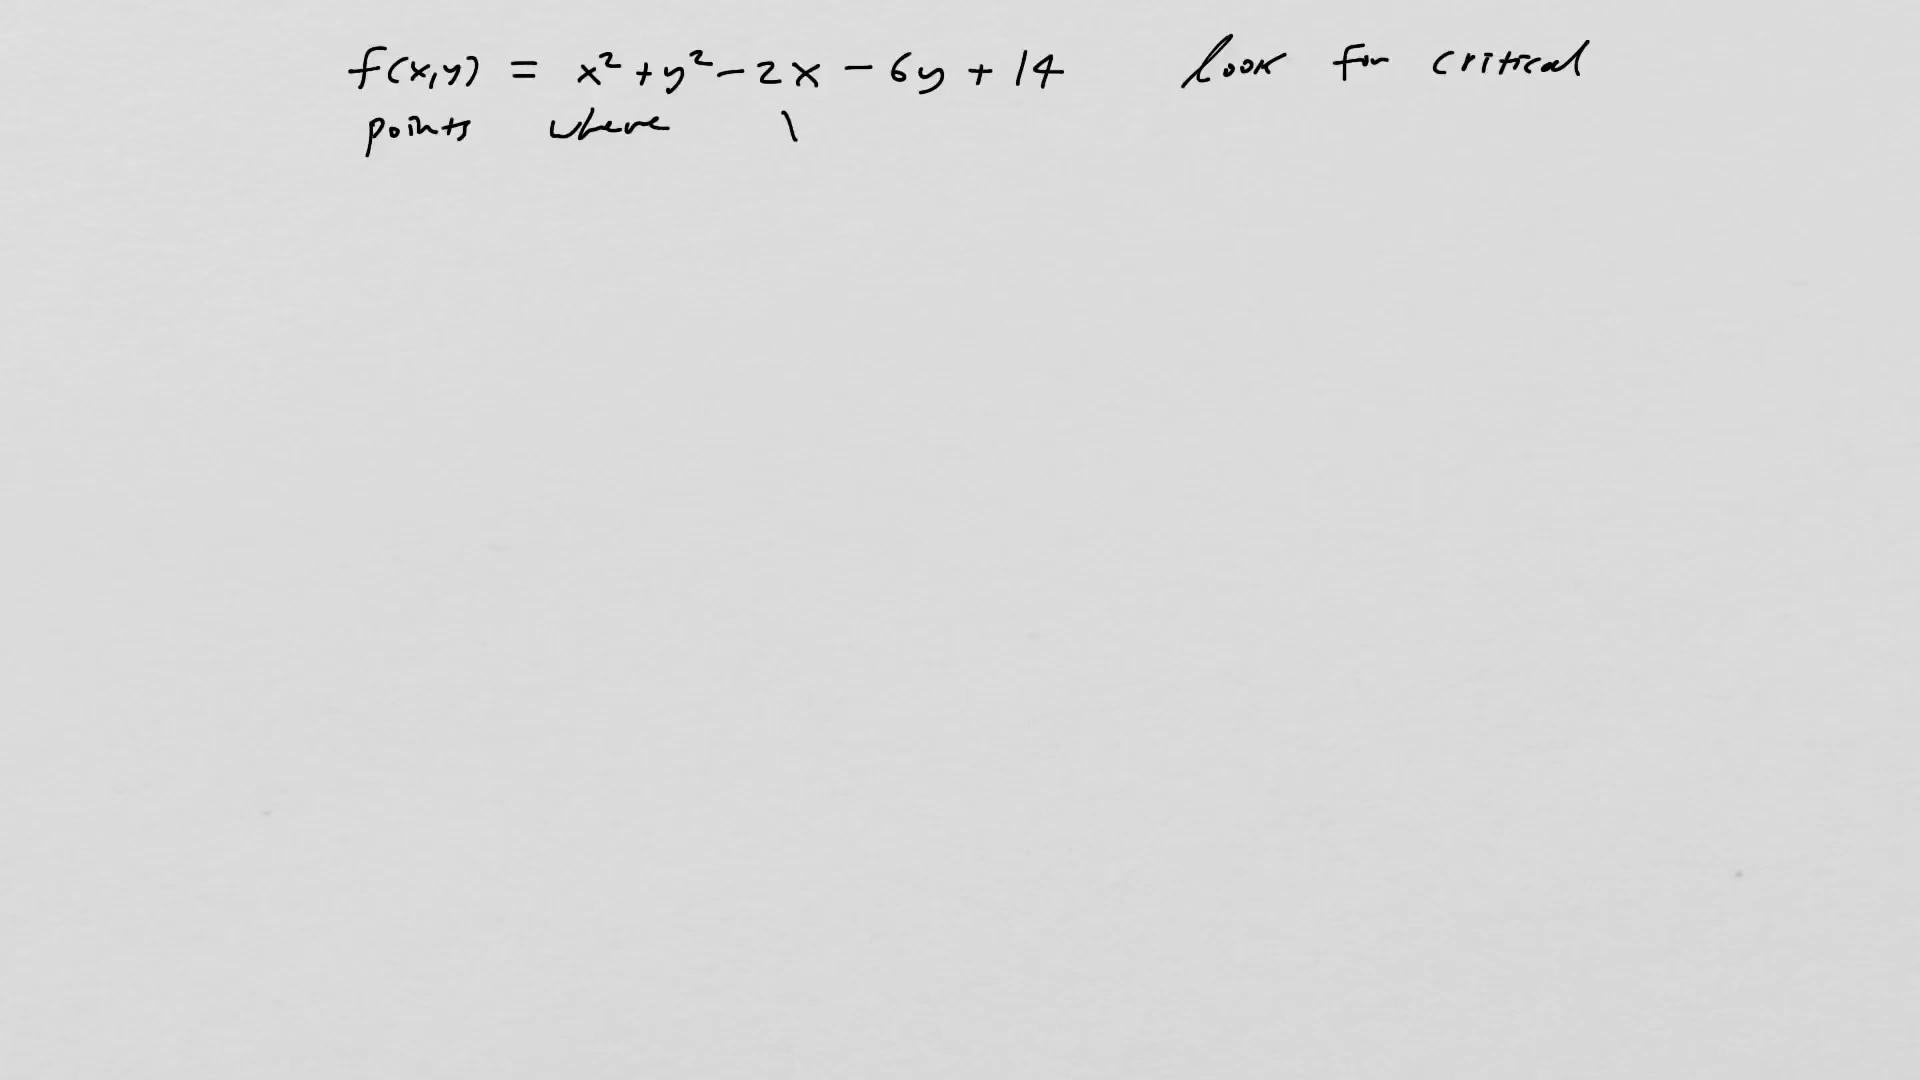 f(x,y) = x² + y² − 2x − 6y + 14 look for critical
points where \